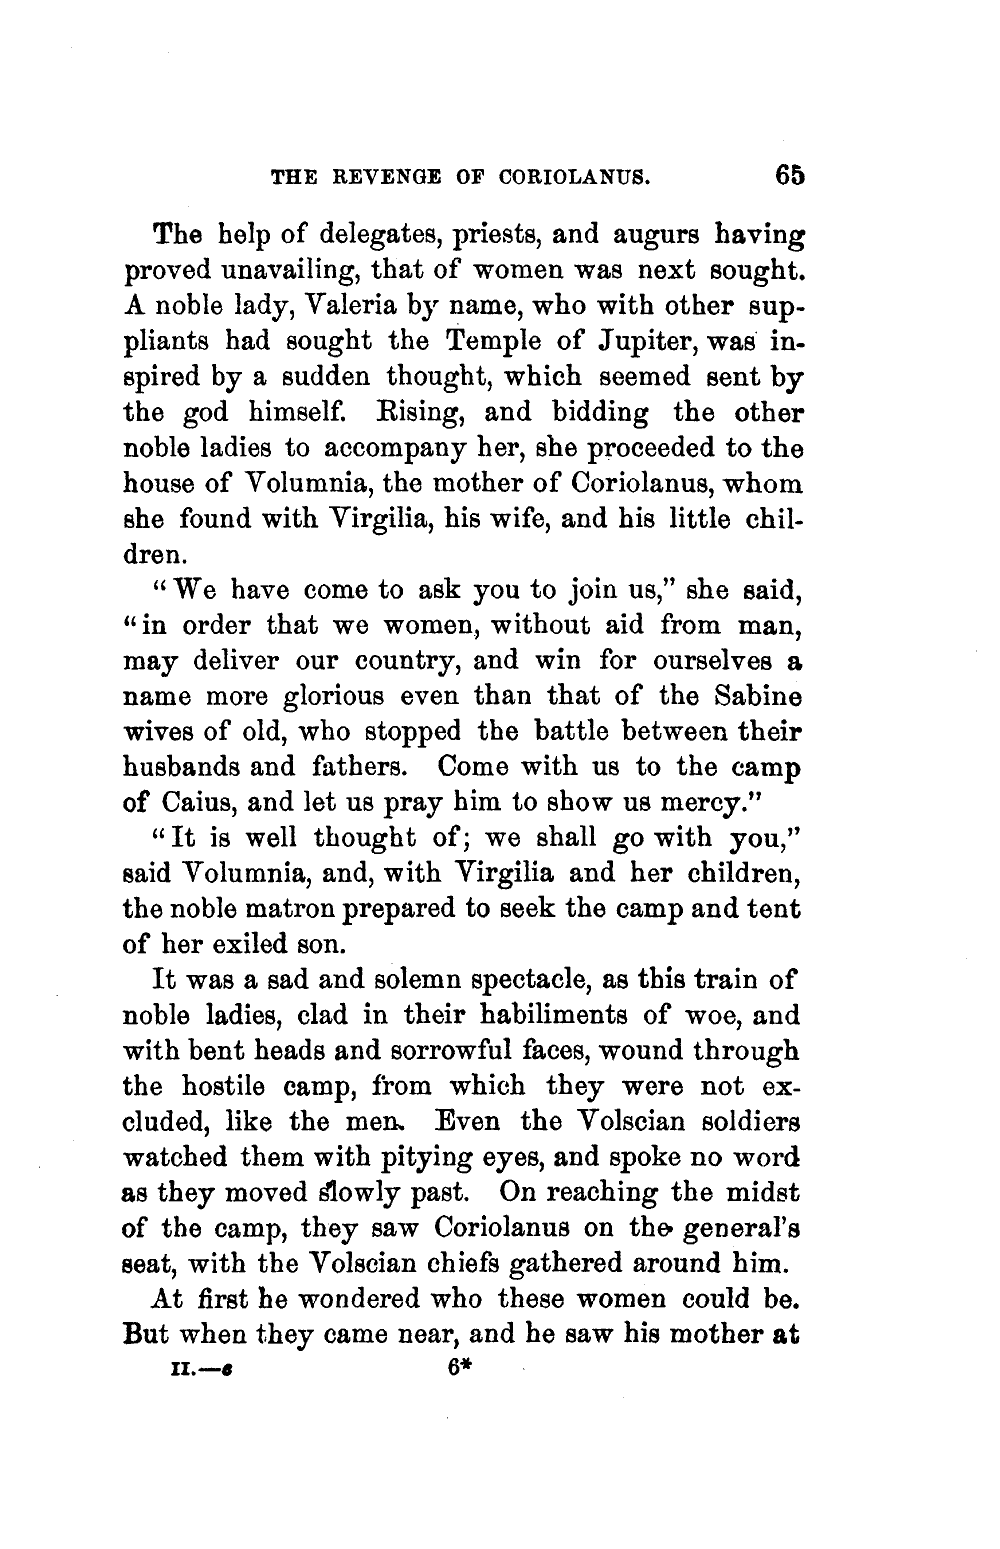 THE REVENGE OF CORIOLANUS. 65
The help of delegates, priests, and augurs having
proved unavailing, that of women was next sought.
A noble lady, Valeria by name, who with other sup-
pliants had sought the Temple of Jupiter, was in-
spired by a sudden thought, which seemed sent by
the god himself. Rising, and bidding the other
noble ladies to accompany her, she proceeded to the
house of Volumnia, the mother of Coriolanus, whom
she found with Virgilia, his wife, and his little chil-
dren.
“We have come to ask you to join us,” she said,
“in order that we women, without aid from man,
may deliver our country, and win for ourselves a
name more glorious even than that of the Sabine
wives of old, who stopped the battle between their
husbands and fathers. Come with us to the camp
of Caius, and let us pray him to show us mercy.”
“It is well thought of; we shall go with you,”
said Volumnia, and, with Virgilia and her children,
the noble matron prepared to seek the camp and tent
of her exiled son.
It was a sad and solemn spectacle, as this train of
noble ladies, clad in their habiliments of woe, and
with bent heads and sorrowful faces, wound through
the hostile camp, from which they were not ex-
cluded, like the men. Even the Volscian soldiers
watched them with pitying eyes, and spoke no word
as they moved slowly past. On reaching the midst
of the camp, they saw Coriolanus on the general’s
seat, with the Volscian chiefs gathered around him.
At first he wondered who these women could be.
But when they came near, and he saw his mother at
II.—e 6*